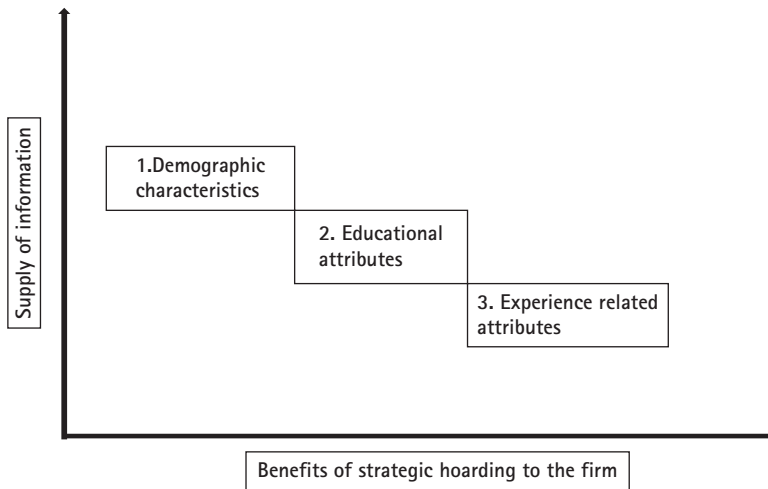 Supply of information
1.Demographic
characteristics
2. Educational
attributes
3. Experience related
attributes
Benefits of strategic hoarding to the firm